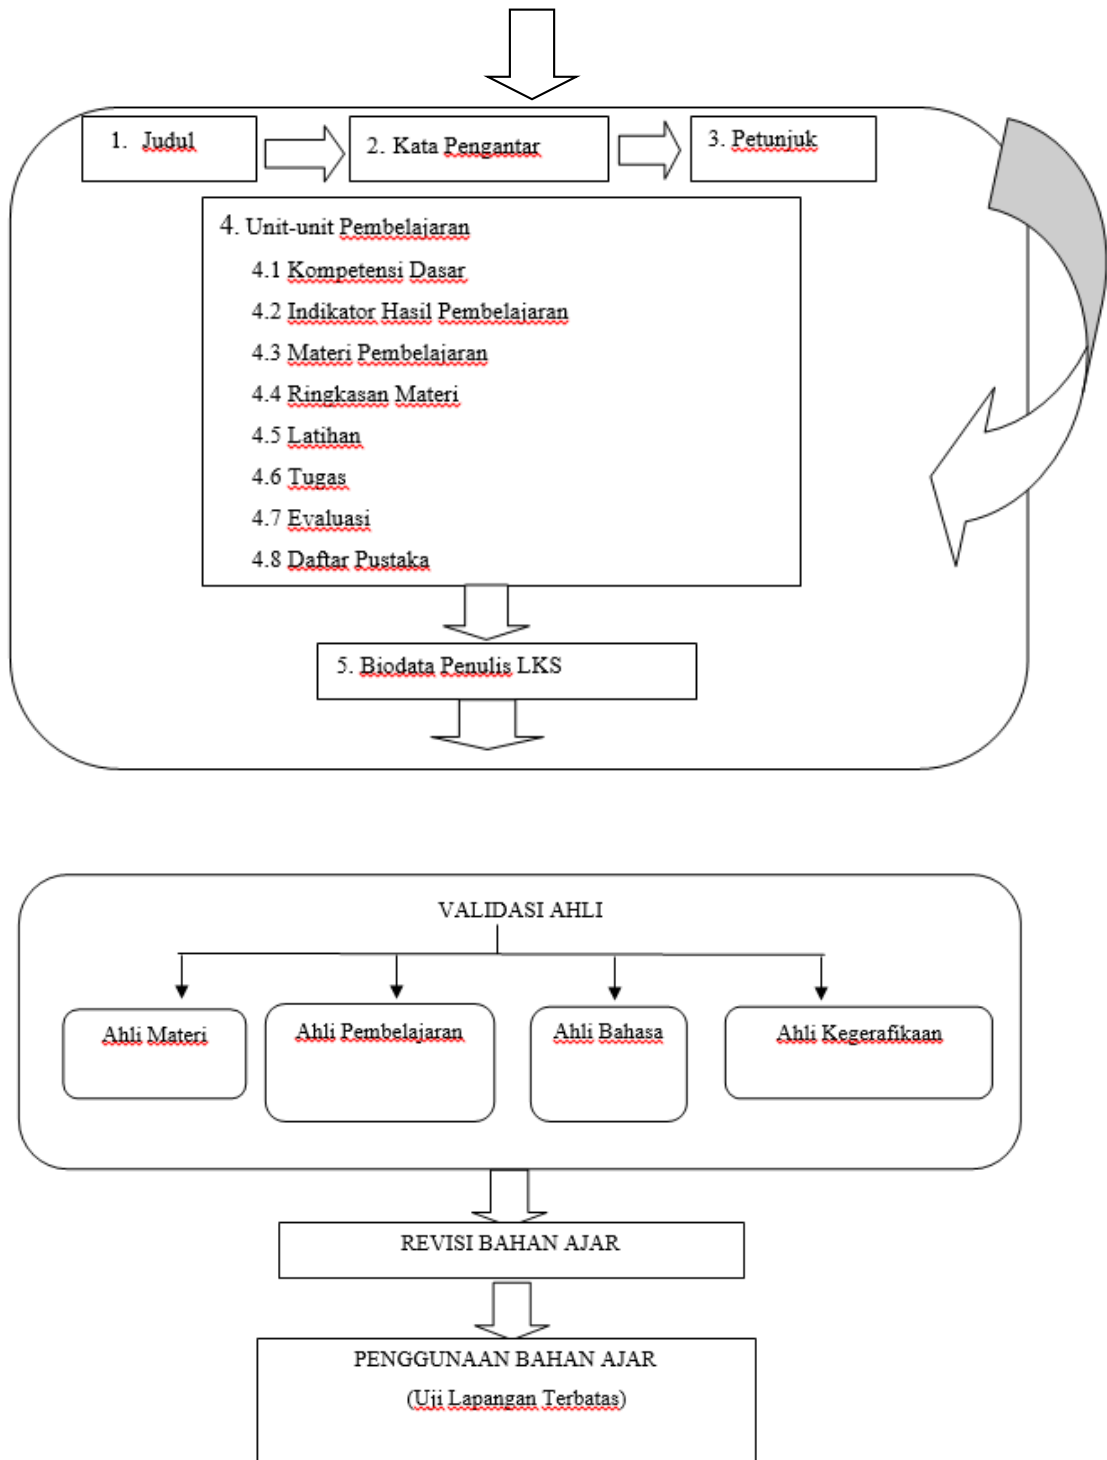 1. Judul
2. Kata Pengantar
3. Petunjuk
4. Unit-unit Pembelajaran
4.1 Kompetensi Dasar
4.2 Indikator Hasil Pembelajaran
4.3 Materi Pembelajaran
4.4 Ringkasan Materi
4.5 Latihan
4.6 Tugas
4.7 Evaluasi
4.8 Daftar Pustaka
5. Biodata Penulis LKS
VALIDASI AHLI
Ahli Materi
Ahli Pembelajaran
Ahli Bahasa
Ahli Kegerafikaan
REVISI BAHAN AJAR
PENGGUNAAN BAHAN AJAR
(Uji Lapangan Terbatas)